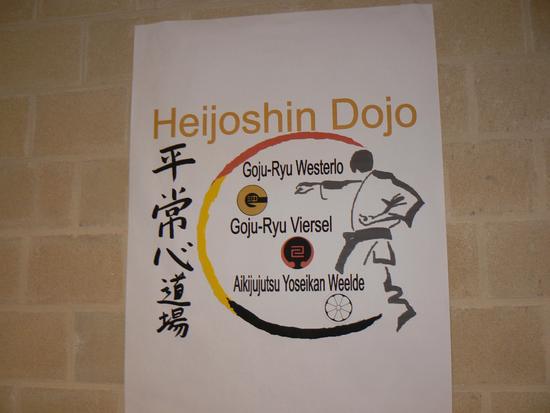 Heijoshin Dojo
平常心道場
Goju-Ryu Westerlo
Goju-Ryu Viersel
Aikijujutsu Yoseikan Weelde